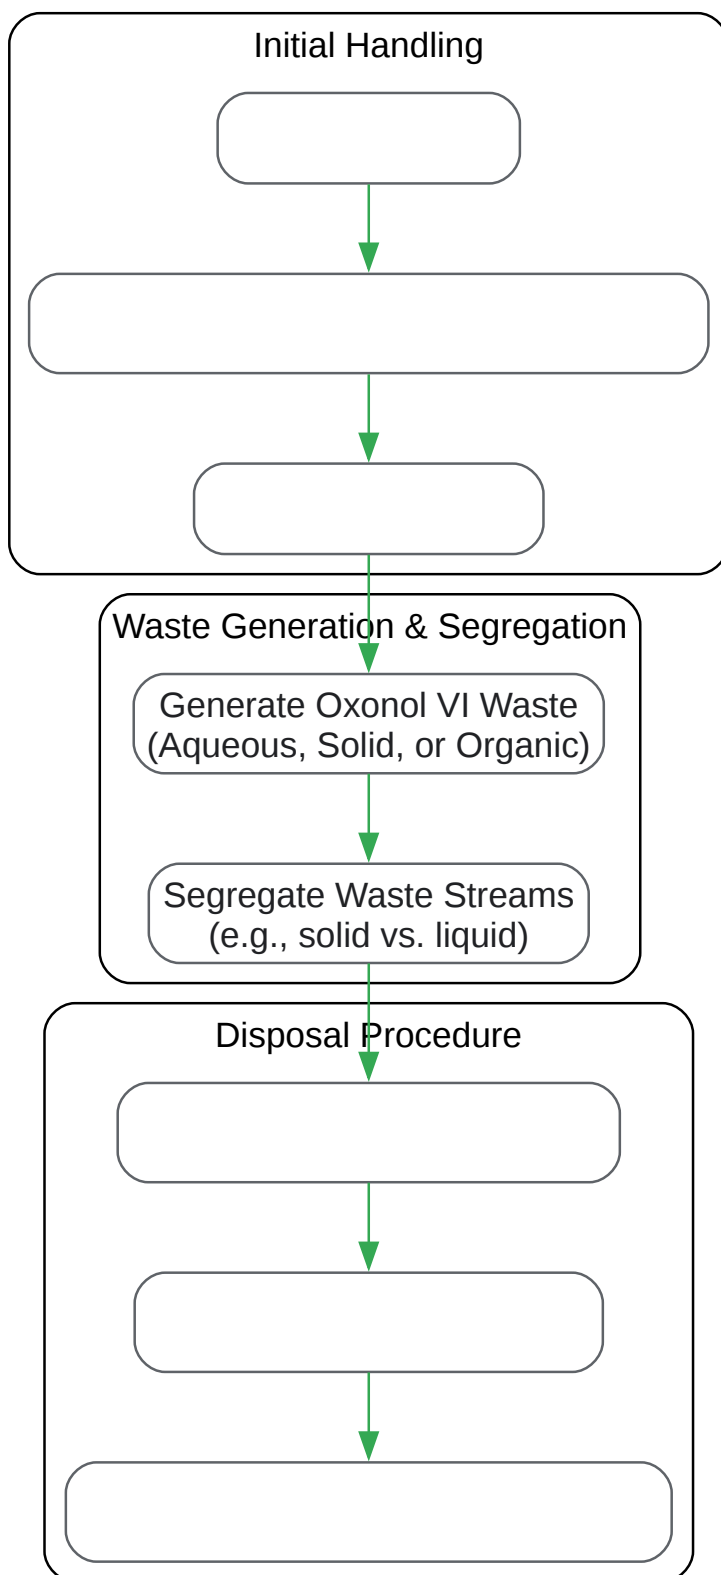 Initial Handling
Waste Generation & Segregation
Generate Oxonol VI Waste
(Aqueous, Solid, or Organic)
Segregate Waste Streams
(e.g., solid vs. liquid)
Disposal Procedure